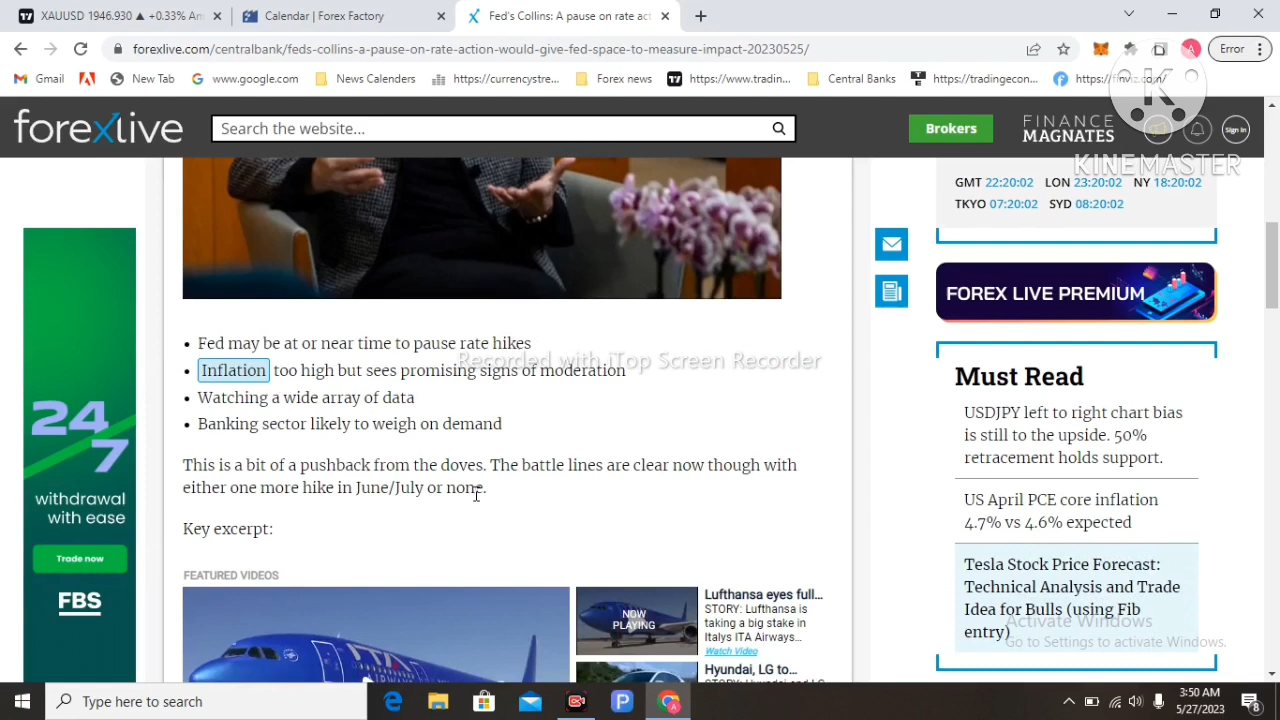 XAUUSD 1946.930 ▲ +0.33% Am
Calendar | Forex Factory
Fed's Collins: A pause on rate act
forexlive.com/centralbank/feds-collins-a-pause-on-rate-action-would-give-fed-space-to-measure-impact-20230525/
A
Error
Gmail
New Tab
www.google.com
News Calenders
https://currencystre...
Forex news
https://www.tradin...
Central Banks
https://tradingecon...
https://finviz.com/
K
KINEMASTER
forexlive
Search the website...
Brokers
FINANCE
MAGNATES
Sign in
GMT 22:20:02 LON 23:20:02 NY 18:20:02
TKYO 07:20:02 SYD 08:20:02
FOREX LIVE PREMIUM
• Fed may be at or near time to pause rate hikes
Recorded with iTop Screen Recorder
• Inflation too high but sees promising signs of moderation
• Watching a wide array of data
• Banking sector likely to weigh on demand
This is a bit of a pushback from the doves. The battle lines are clear now though with
either one more hike in June/July or none.
Key excerpt:
FEATURED VIDEOS
NOW
PLAYING
Lufthansa eyes full...
STORY: Lufthansa is
taking a big stake in
Italys ITA Airways...
Watch Video
Hyundai, LG to...
24
7
withdrawal
with ease
Trade now
FBS
Must Read
USDJPY left to right chart bias
is still to the upside. 50%
retracement holds support.
US April PCE core inflation
4.7% vs 4.6% expected
Tesla Stock Price Forecast:
Technical Analysis and Trade
Idea for Bulls (using Fib
entry)
Activate Windows
Go to Settings to activate Windows.
Type here to search
3:50 AM
5/27/2023
8